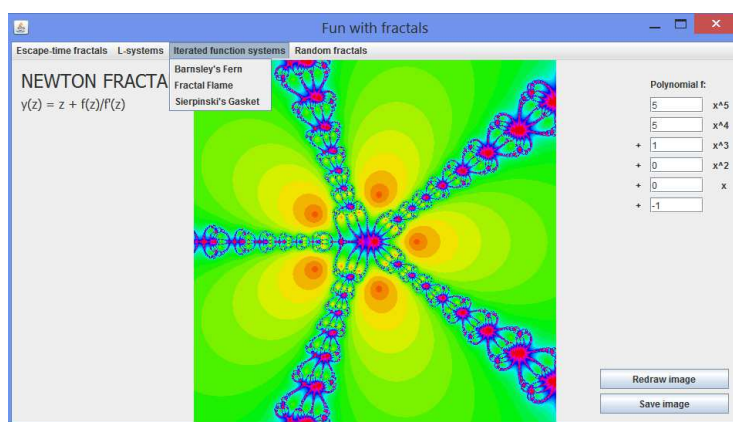 Fun with fractals
Escape-time fractals L-systems Iterated function systems Random fractals
Barnsley's Fern
Fractal Flame
Sierpinski's Gasket
NEWTON FRACTA
y(z) = z + f(z)/f'(z)
Polynomial f:
5 x^5
5 x^4
+ 1 x^3
+ 0 x^2
+ 0 x
+ -1
Redraw image
Save image